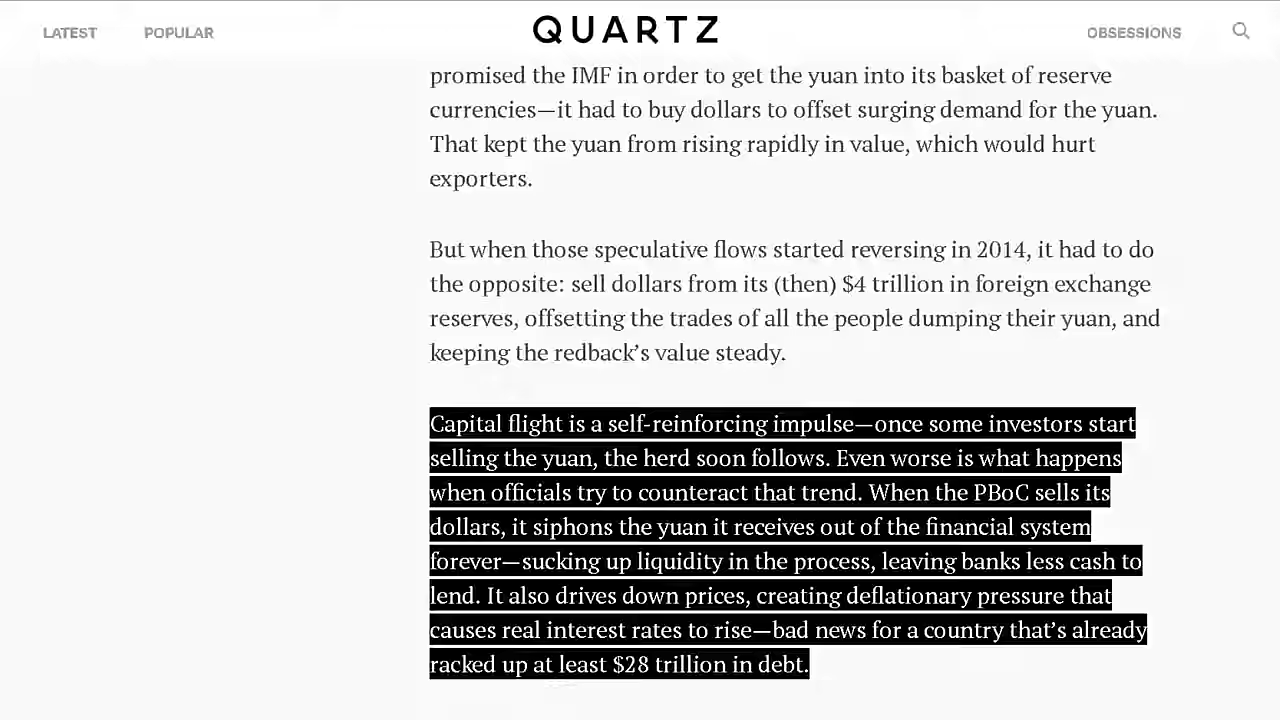 LATEST POPULAR QUARTZ OBSESSIONS
promised the IMF in order to get the yuan into its basket of reserve
currencies—it had to buy dollars to offset surging demand for the yuan.
That kept the yuan from rising rapidly in value, which would hurt
exporters.
But when those speculative flows started reversing in 2014, it had to do
the opposite: sell dollars from its (then) $4 trillion in foreign exchange
reserves, offsetting the trades of all the people dumping their yuan, and
keeping the redback’s value steady.
Capital flight is a self-reinforcing impulse—once some investors start
selling the yuan, the herd soon follows. Even worse is what happens
when officials try to counteract that trend. When the PBoC sells its
dollars, it siphons the yuan it receives out of the financial system
forever—sucking up liquidity in the process, leaving banks less cash to
lend. It also drives down prices, creating deflationary pressure that
causes real interest rates to rise—bad news for a country that’s already
racked up at least $28 trillion in debt.